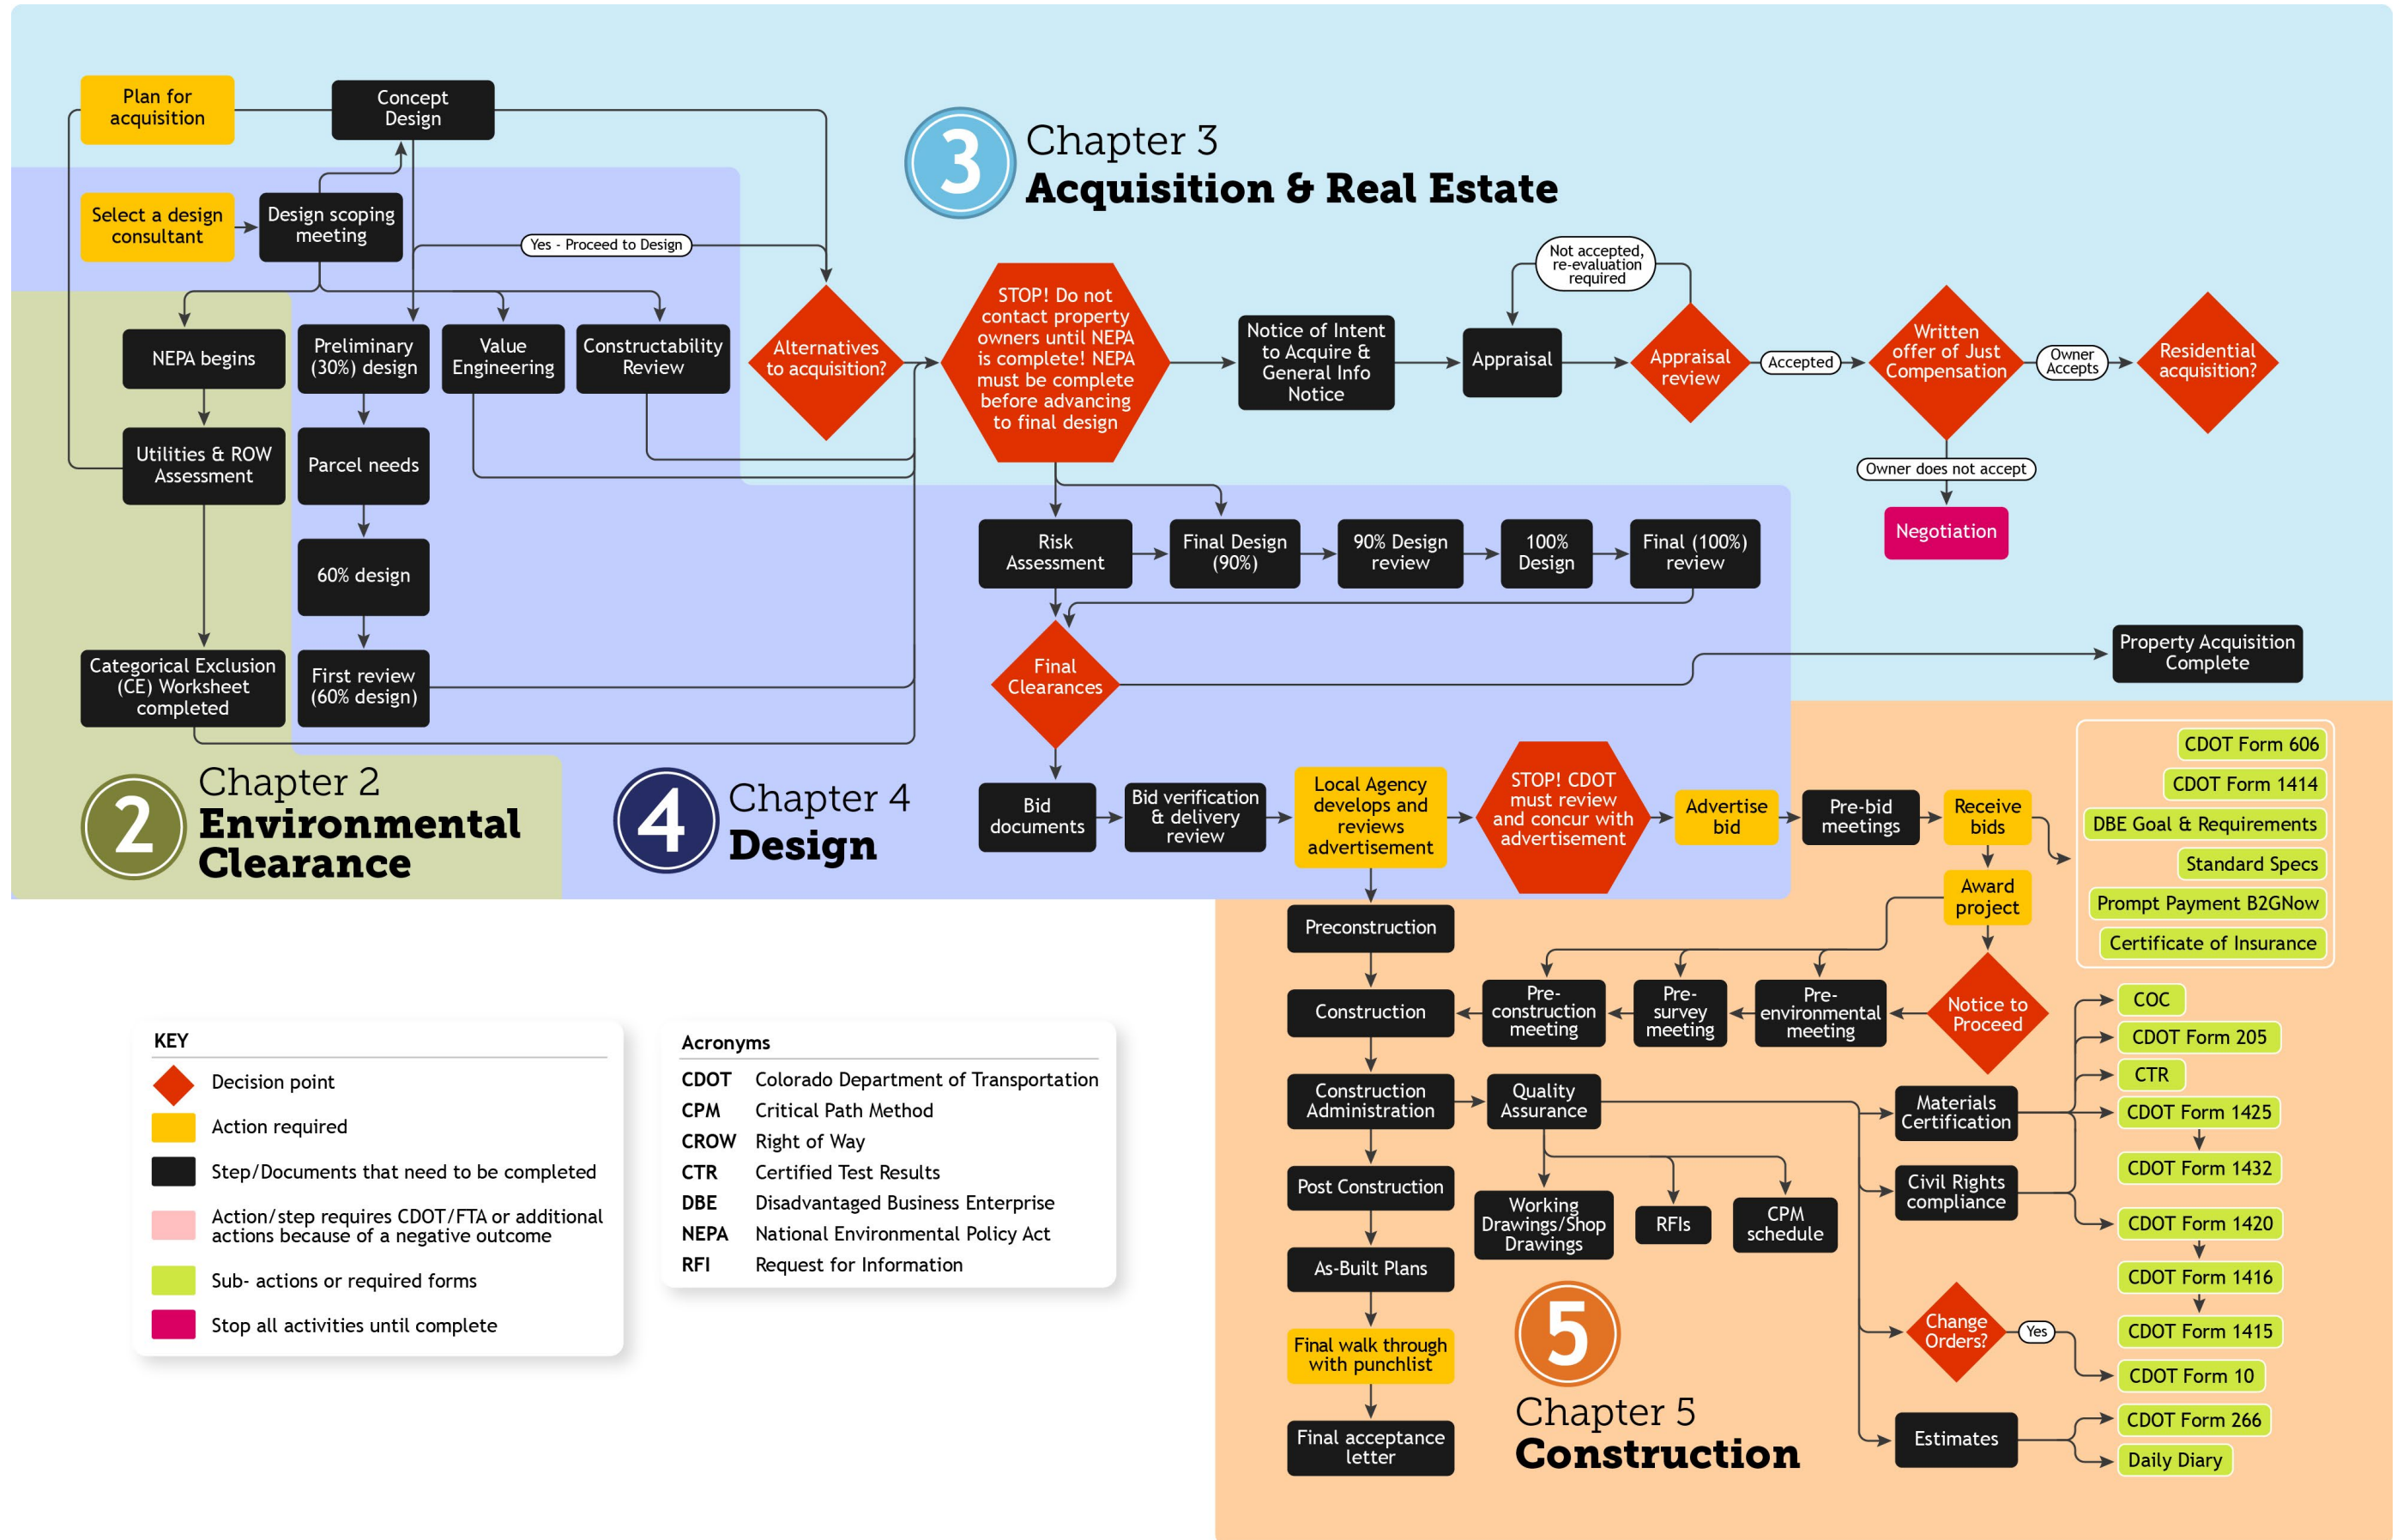 Plan for
acquisition
Concept
Design
3
Chapter 3
Acquisition & Real Estate
Select a design
consultant
Design scoping
meeting
Yes - Proceed to Design
NEPA begins
Preliminary
(30%) design
Value
Engineering
Constructability
Review
Alternatives
to acquisition?
STOP! Do not
contact property
owners until NEPA
is complete! NEPA
must be complete
before advancing
to final design
Notice of Intent
to Acquire &
General Info
Notice
Appraisal
Not accepted,
re-evaluation
required
Appraisal
review
Accepted
Written
offer of Just
Compensation
Owner
Accepts
Residential
acquisition?
Owner does not accept
Negotiation
Utilities & ROW
Assessment
Parcel needs
60% design
Categorical Exclusion
(CE) Worksheet
completed
First review
(60% design)
Risk
Assessment
Final Design
(90%)
90% Design
review
100%
Design
Final (100%)
review
Final
Clearances
Property Acquisition
Complete
2
Chapter 2
Environmental
Clearance
4
Chapter 4
Design
Bid
documents
Bid verification
& delivery
review
Local Agency
develops and
reviews
advertisement
STOP! CDOT
must review
and concur with
advertisement
Advertise
bid
Pre-bid
meetings
Receive
bids
CDOT Form 606
CDOT Form 1414
DBE Goal & Requirements
Standard Specs
Prompt Payment B2GNow
Certificate of Insurance
Award
project
Preconstruction
Construction
Pre-
construction
meeting
Pre-
survey
meeting
Pre-
environmental
meeting
Notice to
Proceed
COC
CDOT Form 205
CTR
CDOT Form 1425
CDOT Form 1432
CDOT Form 1420
CDOT Form 1416
CDOT Form 1415
CDOT Form 10
CDOT Form 266
Daily Diary
Construction
Administration
Quality
Assurance
Materials
Certification
Post Construction
Working
Drawings/Shop
Drawings
RFIs
CPM
schedule
Civil Rights
compliance
As-Built Plans
Change
Orders?
Yes
Final walk through
with punchlist
Final acceptance
letter
Estimates
5
Chapter 5
Construction
KEY
Decision point
Action required
Step/Documents that need to be completed
Action/step requires CDOT/FTA or additional
actions because of a negative outcome
Sub- actions or required forms
Stop all activities until complete
Acronyms
CDOT Colorado Department of Transportation
CPM Critical Path Method
CROW Right of Way
CTR Certified Test Results
DBE Disadvantaged Business Enterprise
NEPA National Environmental Policy Act
RFI Request for Information